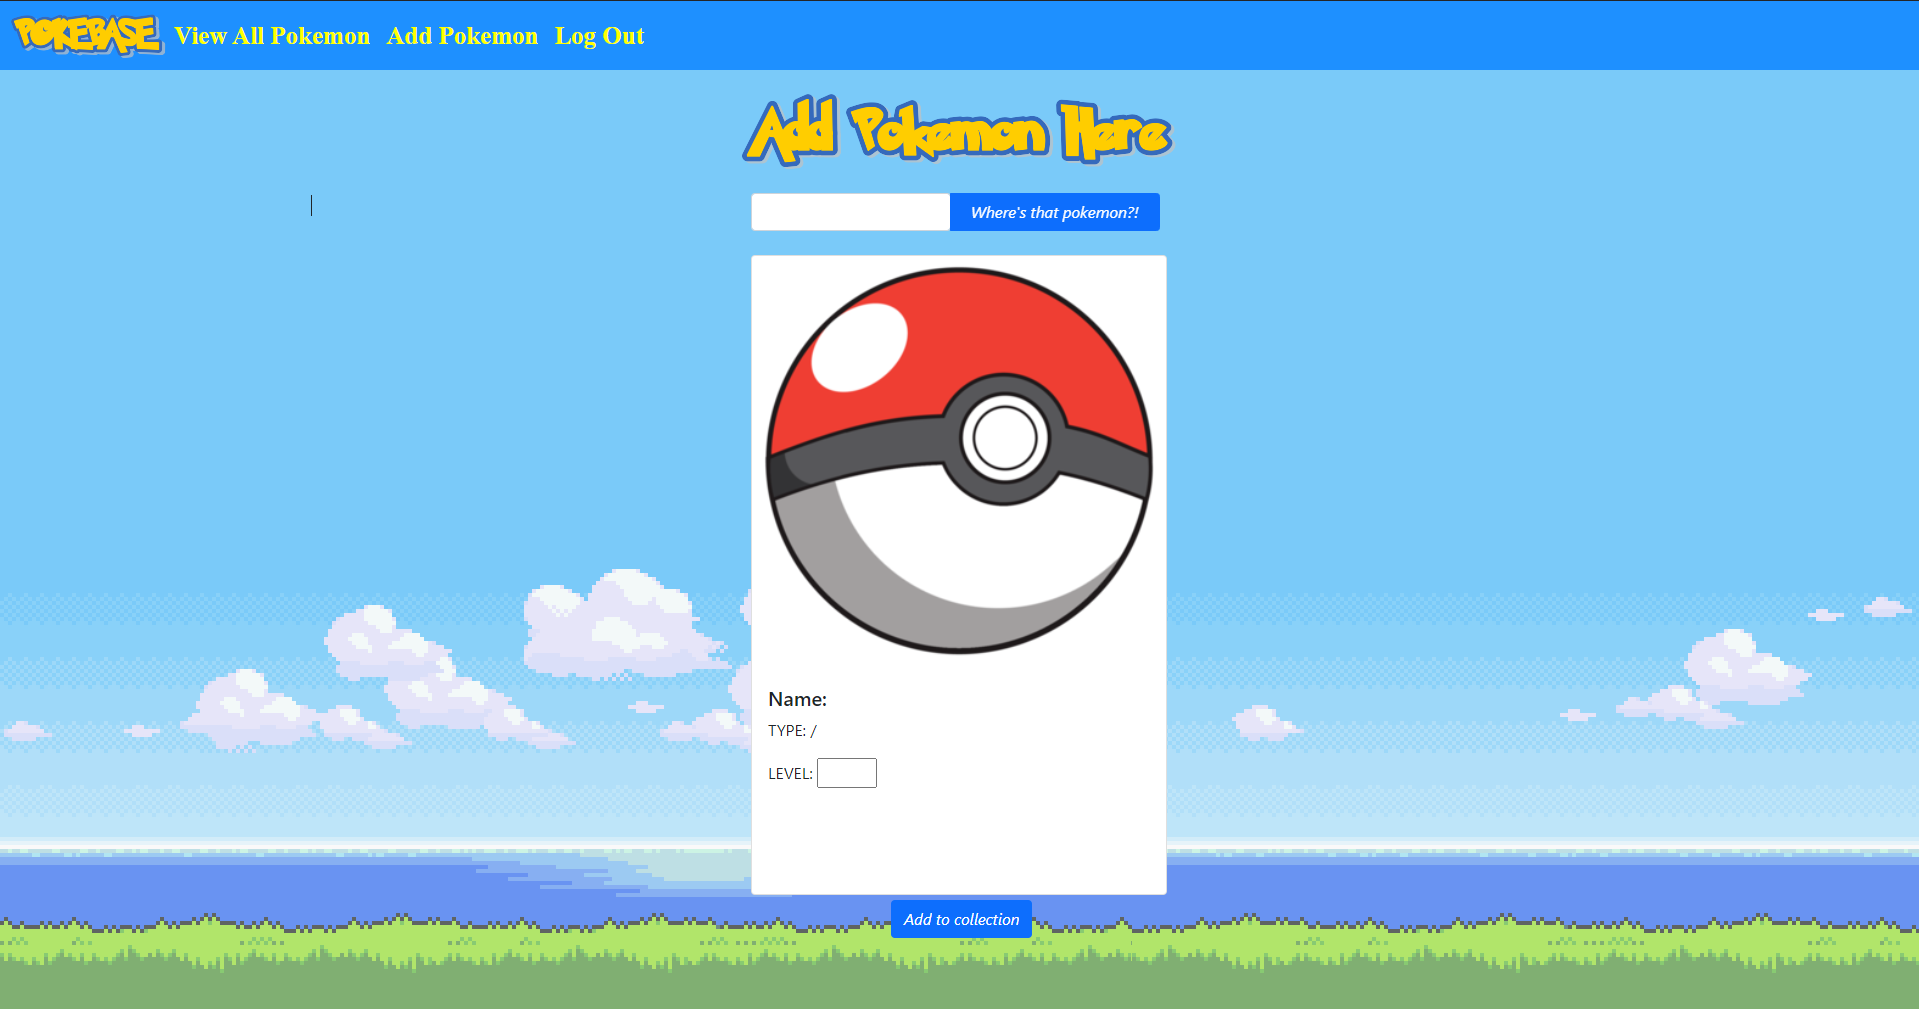 POKEBASE View All Pokemon Add Pokemon Log Out
Add Pokemon Here
Where's that pokemon?!
Name:
TYPE: /
LEVEL:
Add to collection